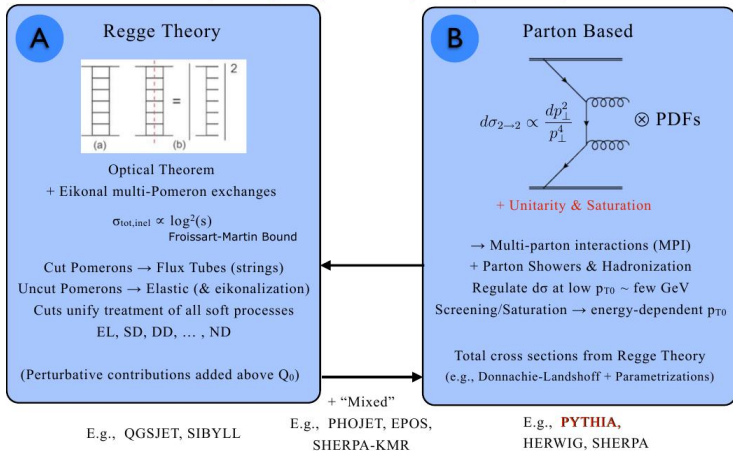 A
Regge Theory
2
=
(a)
(b)
Optical Theorem
+ Eikonal multi-Pomeron exchanges
σtot,inel ∝ log²(s)
Froissart-Martin Bound
Cut Pomerons → Flux Tubes (strings)
Uncut Pomerons → Elastic (& eikonalization)
Cuts unify treatment of all soft processes
EL, SD, DD, … , ND
(Perturbative contributions added above Q₀)
E.g., QGSJET, SIBYLL
+ “Mixed”
E.g., PHOJET, EPOS,
SHERPA-KMR
B
Parton Based
dσ₂→₂ ∝ dp²⊥ / p⁴⊥ ⊗ PDFs
+ Unitarity & Saturation
→ Multi-parton interactions (MPI)
+ Parton Showers & Hadronization
Regulate dσ at low pT0 ~ few GeV
Screening/Saturation → energy-dependent pT0
Total cross sections from Regge Theory
(e.g., Donnachie-Landshoff + Parametrizations)
E.g., PYTHIA,
HERWIG, SHERPA